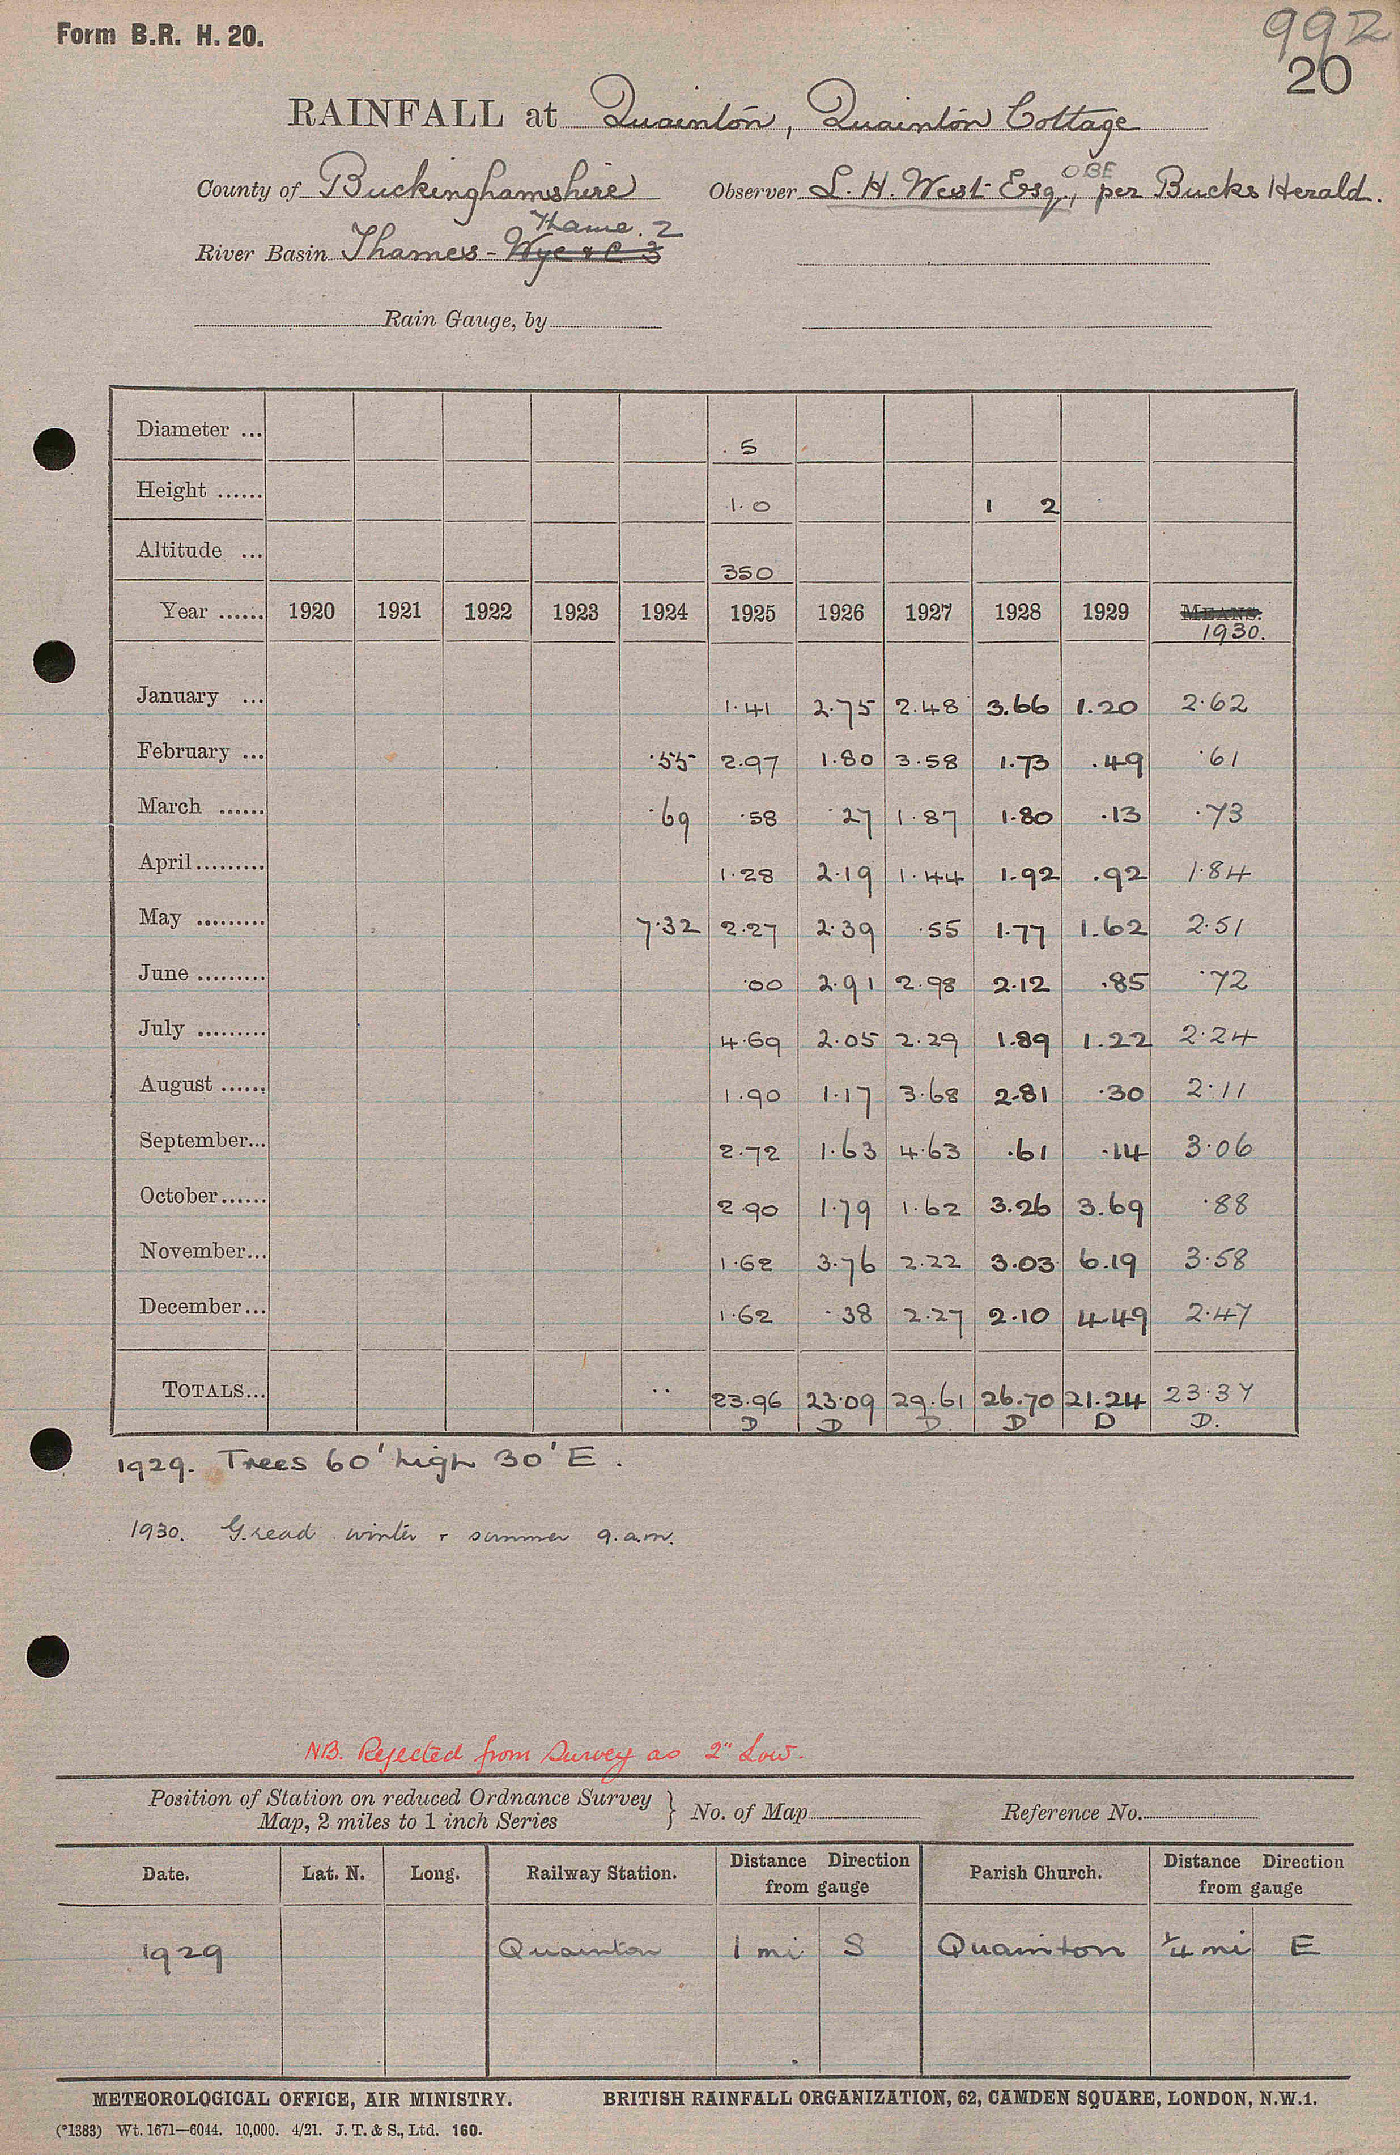 Form B.R. H. 20.
992
20
RAINFALL at Quainton, Quainton Cottage
County of Buckinghamshire Observer L. H. West Esq., OBE per Bucks Herald.
Thame. 2
River Basin Thames - Wye & C 3
Rain Gauge, by
Diameter ... 5
Height ...... 1.0 1 2
Altitude ... 350
Year ...... 1920 1921 1922 1923 1924 1925 1926 1927 1928 1929 MEANS.
1930.
January ... 1.41 2.75 2.48 3.66 1.20 2.62
February ... .55 2.97 1.80 3.58 1.73 .49 .61
March ...... .69 .58 .27 1.87 1.80 .13 .73
April ......... 1.28 2.19 1.44 1.92 .92 1.84
May ......... 7.32 2.27 2.39 .55 1.77 1.62 2.51
June ......... .00 2.91 2.98 2.12 .85 .72
July ......... 4.69 2.05 2.29 1.89 1.22 2.24
August ...... 1.90 1.17 3.68 2.81 .30 2.11
September... 2.72 1.63 4.63 .61 .14 3.06
October...... 2.90 1.79 1.62 3.26 3.69 .88
November... 1.62 3.76 2.22 3.03 6.19 3.58
December... 1.62 .38 2.27 2.10 4.49 2.47
TOTALS... .. 23.96 23.09 29.61 26.70 21.24 23.37
D D D. D D D.
1929. Trees 60' high 30' E.
1930. G. read winter & summer 9.a.m.
NB. Rejected from Survey as 2" Low.
Position of Station on reduced Ordnance Survey
Map, 2 miles to 1 inch Series } No. of Map Reference No.
Date. Lat. N. Long. Railway Station. Distance Direction from gauge Parish Church. Distance Direction from gauge
1929 Quainton 1 mi S Quainton 1/4 mi E
METEOROLOGICAL OFFICE, AIR MINISTRY. BRITISH RAINFALL ORGANIZATION, 62, CAMDEN SQUARE, LONDON, N.W.1.
(*1383) Wt. 1671—6044. 10,000. 4/21. J. T. & S., Ltd. 160.